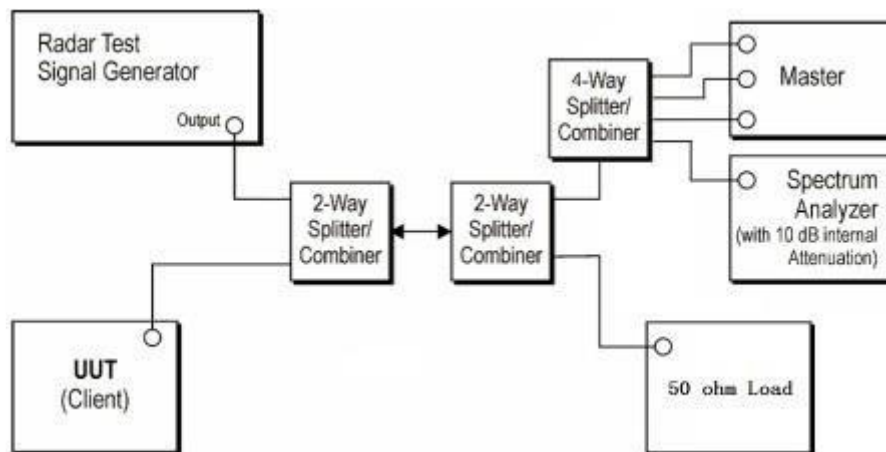 Radar Test
Signal Generator
Output
4-Way
Splitter/
Combiner
Master
2-Way
Splitter/
Combiner
2-Way
Splitter/
Combiner
Spectrum
Analyzer
(with 10 dB internal
Attenuation)
UUT
(Client)
50 ohm Load